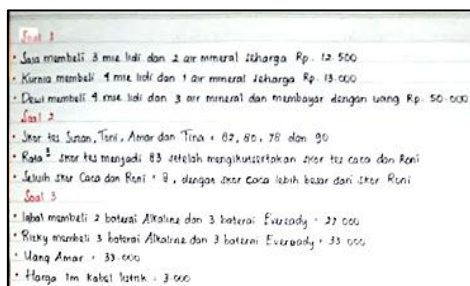 Soal 1
• Sasa membeli 3 mie lidi dan 2 air mineral seharga Rp. 12.500
• Kurnia membeli 4 mie lidi dan 1 air mineral seharga Rp. 13.000
• Dewi membeli 4 mie lidi dan 3 air mineral dan membayar dengan uang Rp. 50.000
Soal 2
• Skor tes Susan, Toni, Amar dan Tina = 82, 80, 78 dan 90
• Rata² skor tes menjadi 83 setelah mengikutsertakan skor tes caca dan Roni
• Selisih skor Caca dan Roni = 8, dengan skor caca lebih besar dari skor Roni
Soal 3
• Iqbal membeli 2 baterai Alkaline dan 3 baterai Eveready = 27 000
• Rizky membeli 3 baterai Alkaline dan 3 baterai Eveready = 33 000
• Uang Amar = 33.000
• Harga 1m kabel listrik = 3.000